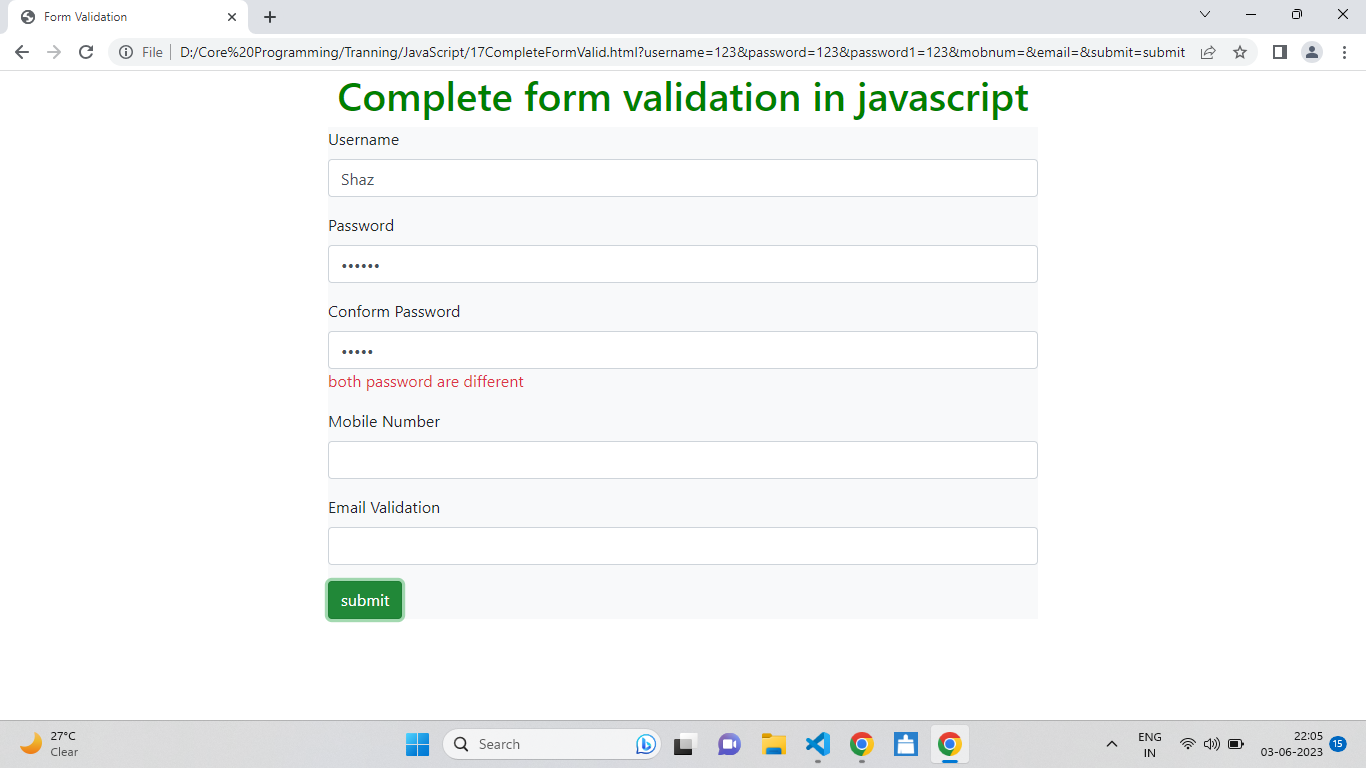 Form Validation
File D:/Core%20Programming/Tranning/JavaScript/17CompleteFormValid.html?username=123&password=123&password1=123&mobnum=&email=&submit=submit
Complete form validation in javascript
Username
Shaz
Password
••••••
Conform Password
•••••
both password are different
Mobile Number
Email Validation
submit
27°C
Clear
Search
ENG
IN
22:05
03-06-2023
15